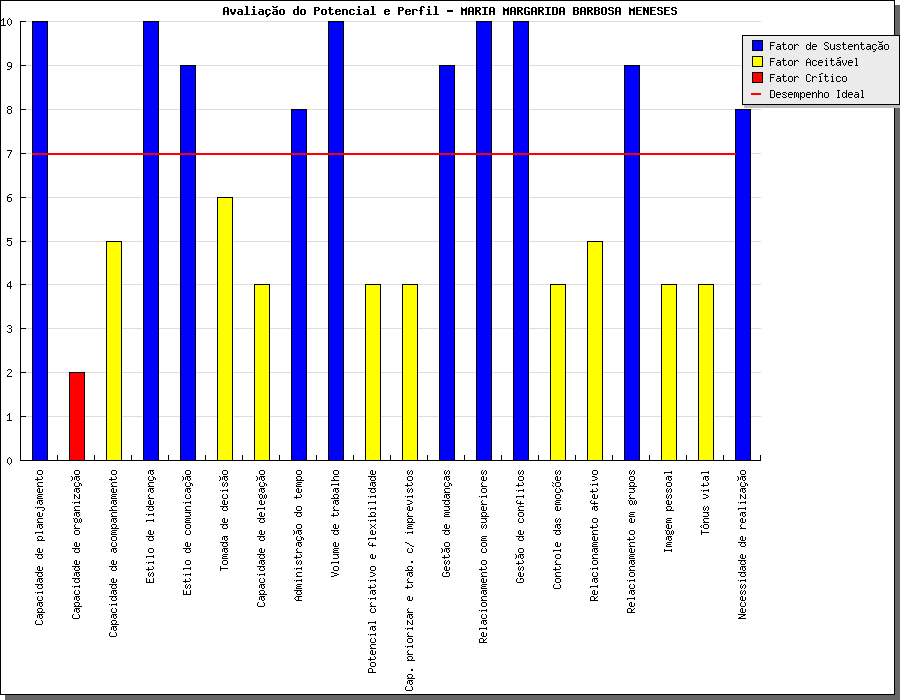 Avaliação do Potencial e Perfil - MARIA MARGARIDA BARBOSA MENESES
Fator de Sustentação
Fator Aceitável
Fator Crítico
Desempenho Ideal
10
9
8
7
6
5
4
3
2
1
0
Capacidade de planejamento
Capacidade de organização
Capacidade de acompanhamento
Estilo de liderança
Estilo de comunicação
Tomada de decisão
Capacidade de delegação
Administração do tempo
Volume de trabalho
Potencial criativo e flexibilidade
Cap. priorizar e trab. c/ imprevistos
Gestão de mudanças
Relacionamento com superiores
Gestão de conflitos
Controle das emoções
Relacionamento afetivo
Relacionamento em grupos
Imagem pessoal
Tônus vital
Necessidade de realização